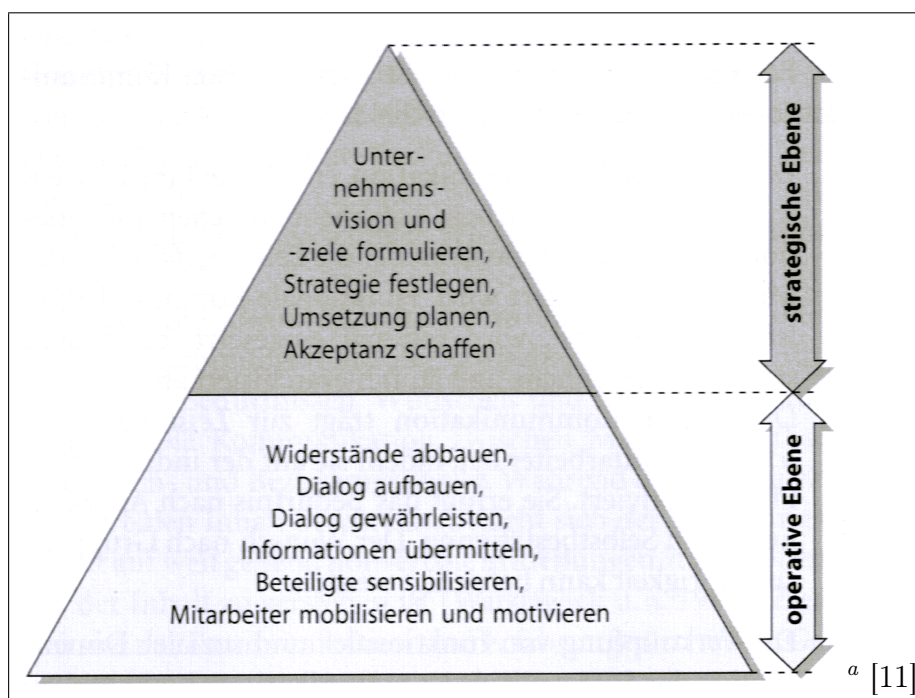 Unter-
nehmens-
vision und
-ziele formulieren,
Strategie festlegen,
Umsetzung planen,
Akzeptanz schaffen
strategische Ebene
Widerstände abbauen,
Dialog aufbauen,
Dialog gewährleisten,
Informationen übermitteln,
Beteiligte sensibilisieren,
Mitarbeiter mobilisieren und motivieren
operative Ebene
a [11]